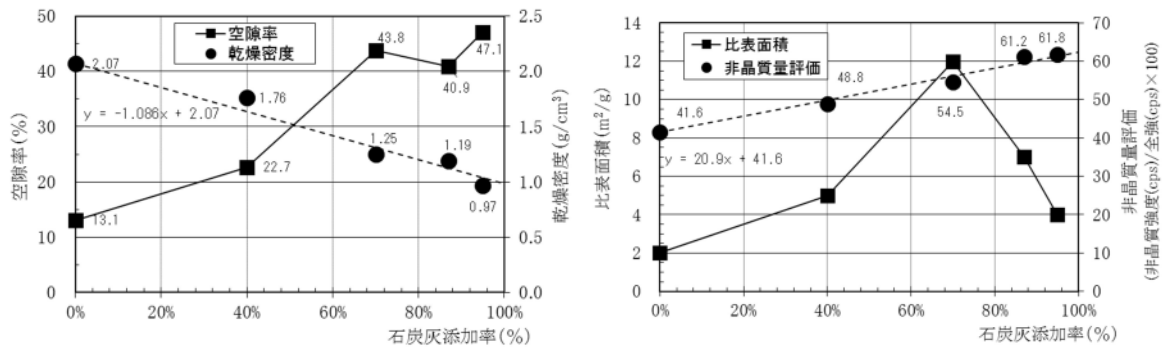 50
40
30
20
10
0
空隙率(%)
空隙率
乾燥密度
2.07
1.76
y = -1.086x + 2.07
13.1
22.7
43.8
40.9
47.1
1.25
1.19
0.97
2.5
2.0
1.5
1.0
0.5
0.0
乾燥密度(g/cm³)
0% 20% 40% 60% 80% 100%
石炭灰添加率(%)
14
12
10
8
6
4
2
0
比表面積(m²/g)
比表面積
非晶質量評価
41.6
48.8
54.5
61.2
61.8
y = 20.9x + 41.6
70
60
50
40
30
20
10
0
非晶質量評価
(非晶質強度(cps)/全強(cps)×100)
0% 20% 40% 60% 80% 100%
石炭灰添加率(%)